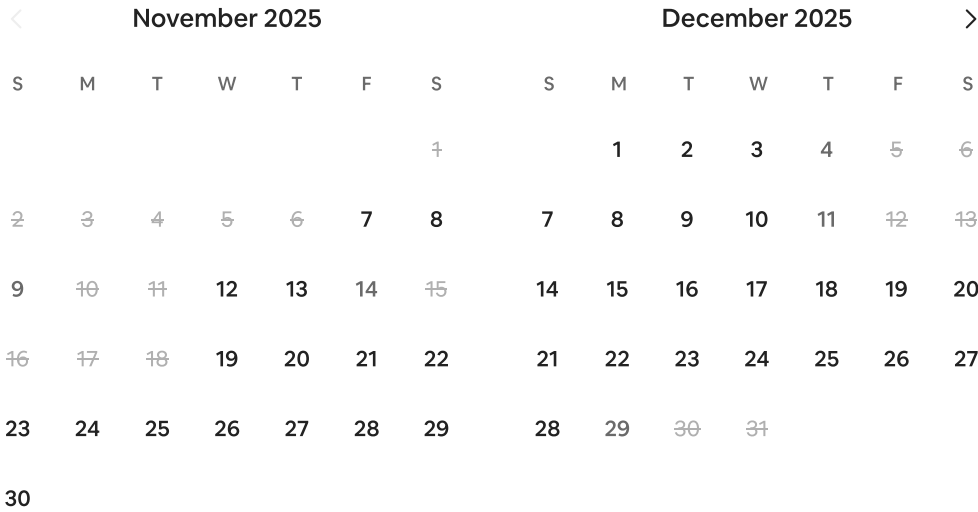 November 2025 December 2025
S M T W T F S S M T W T F S
1 1 2 3 4 5 6
2 3 4 5 6 7 8 7 8 9 10 11 12 13
9 10 11 12 13 14 15 14 15 16 17 18 19 20
16 17 18 19 20 21 22 21 22 23 24 25 26 27
23 24 25 26 27 28 29 28 29 30 31
30